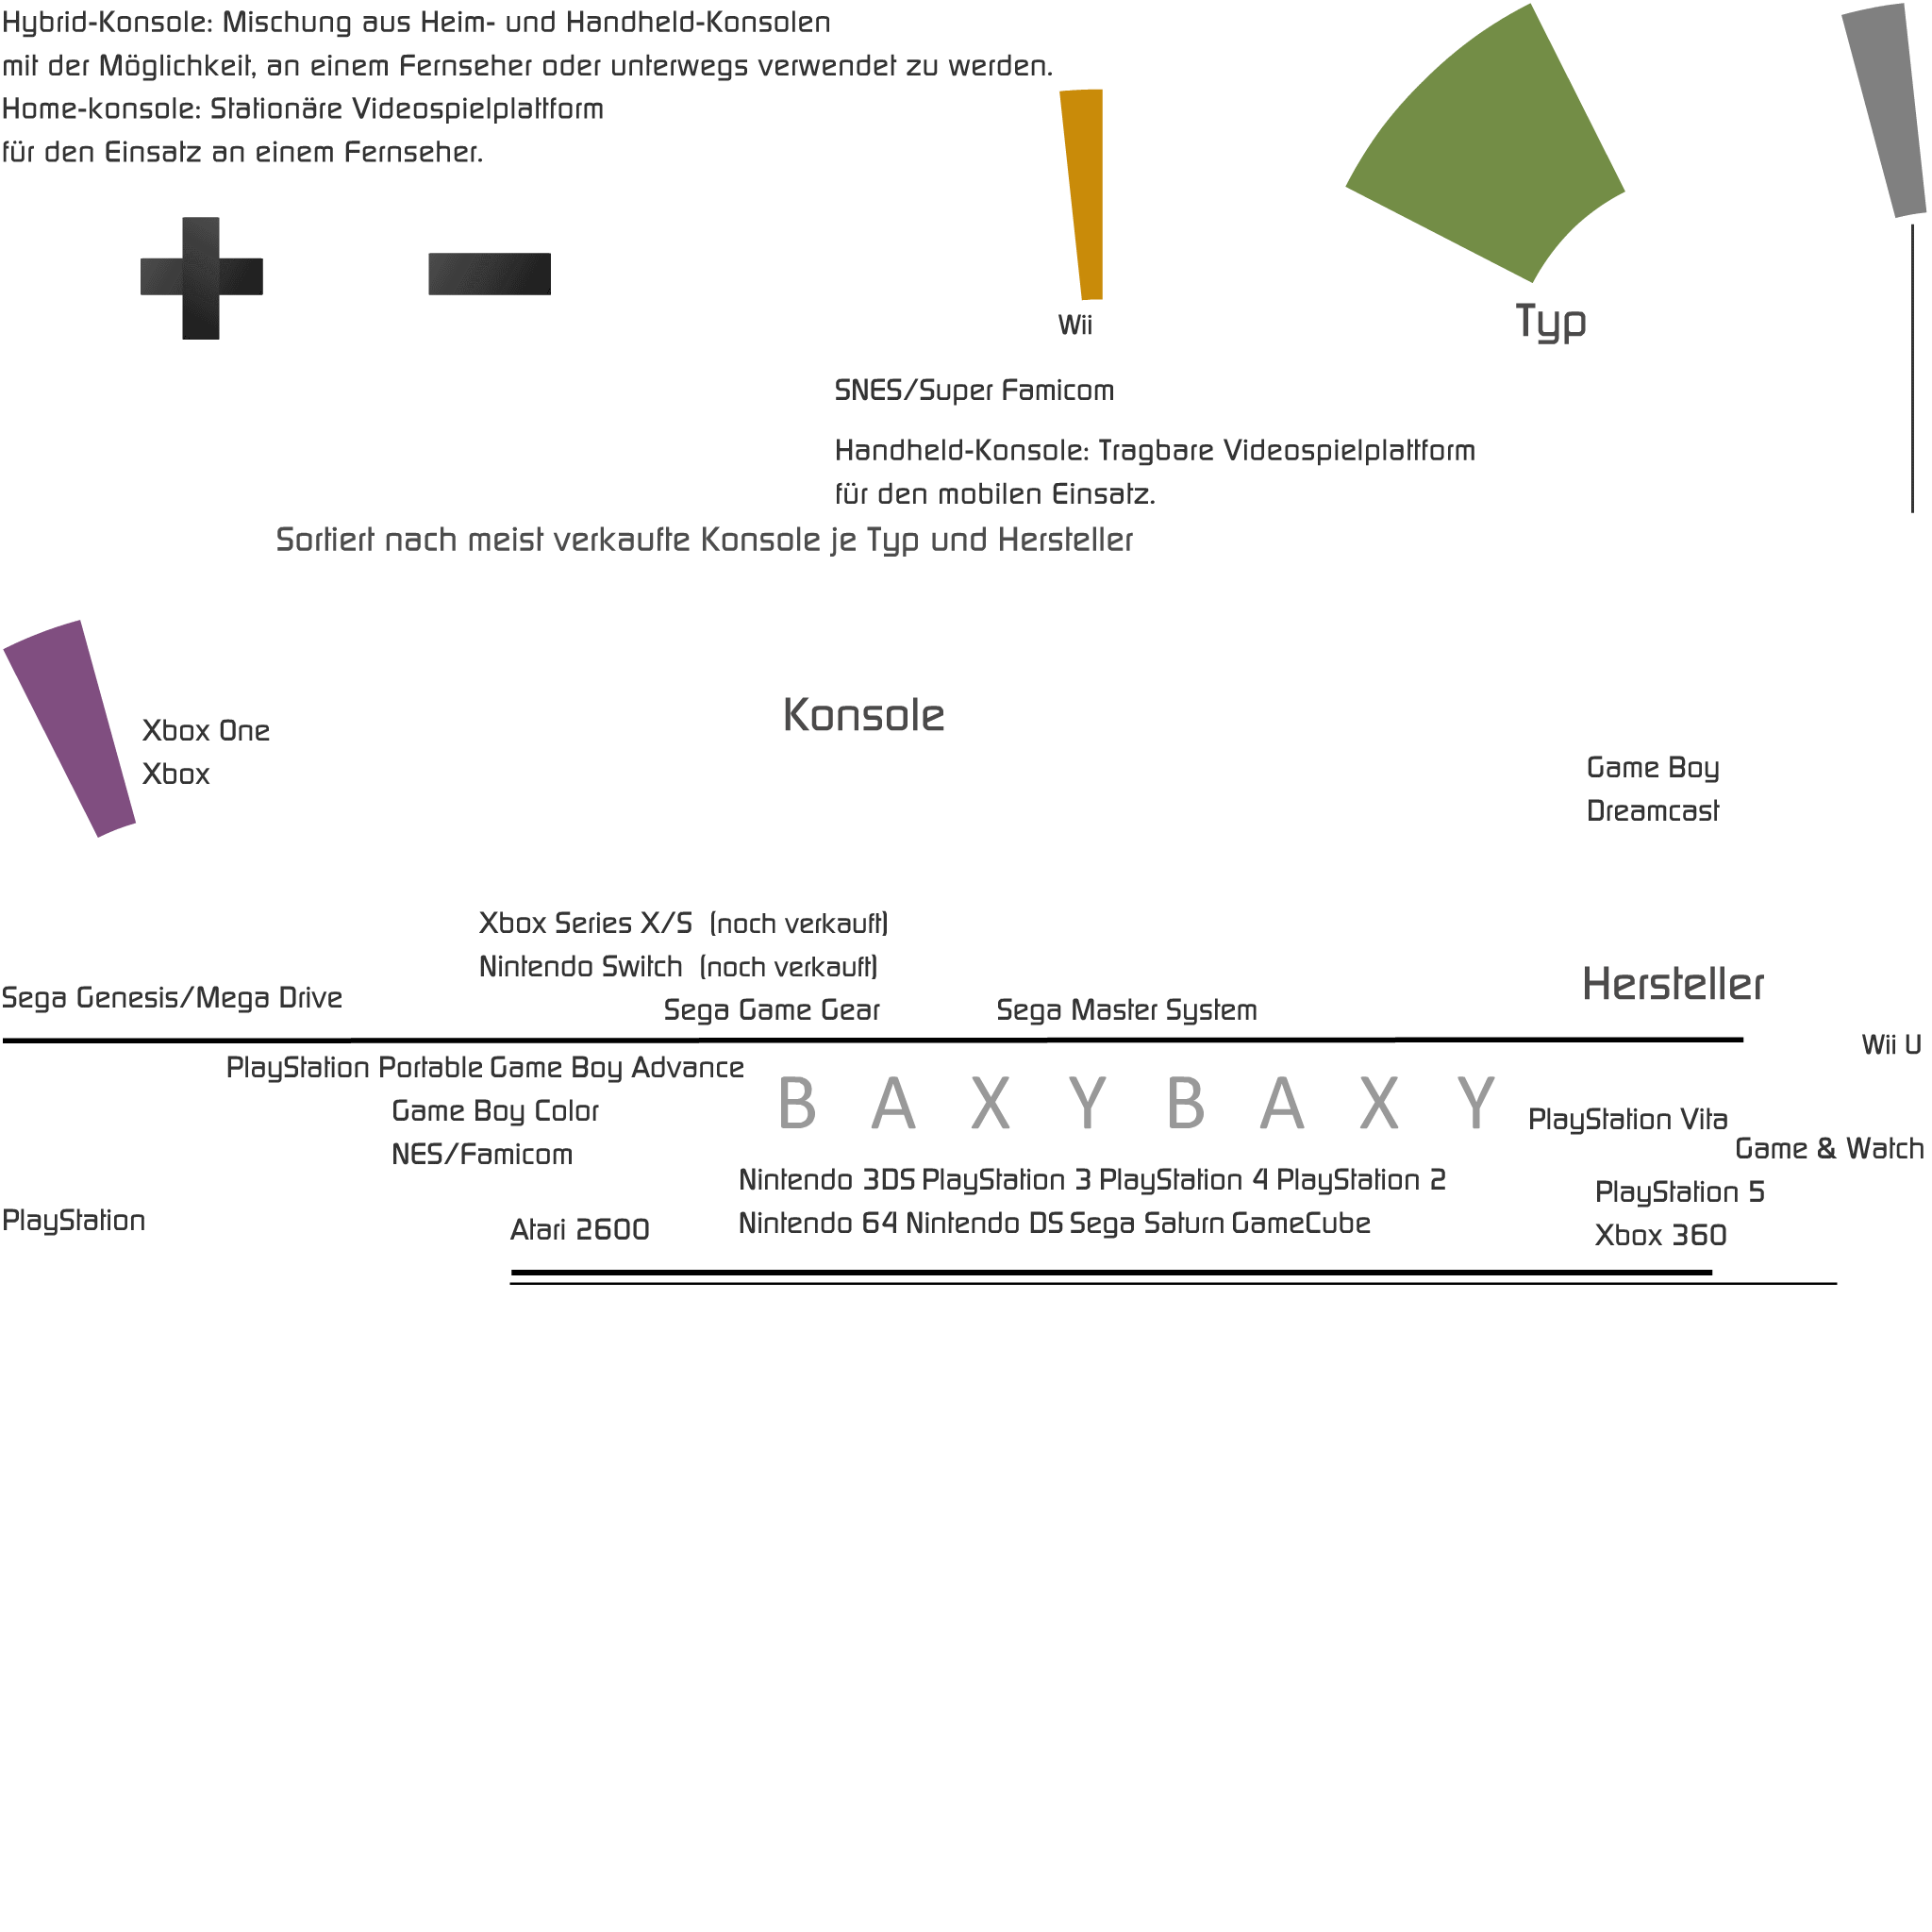 Hybrid-Konsole: Mischung aus Heim- und Handheld-Konsolen
mit der Möglichkeit, an einem Fernseher oder unterwegs verwendet zu werden.
Home-konsole: Stationäre Videospielplattform
für den Einsatz an einem Fernseher.
Wii
Typ
SNES/Super Famicom
Handheld-Konsole: Tragbare Videospielplattform
für den mobilen Einsatz.
Sortiert nach meist verkaufte Konsole je Typ und Hersteller
Konsole
Xbox One
Xbox
Game Boy
Dreamcast
Xbox Series X/S (noch verkauft)
Nintendo Switch (noch verkauft)
Hersteller
Sega Genesis/Mega Drive
Sega Game Gear
Sega Master System
Wii U
PlayStation Portable
Game Boy Advance
Game Boy Color
NES/Famicom
B A X Y B A X Y
PlayStation Vita
Game & Watch
Nintendo 3DS
PlayStation 3
PlayStation 4
PlayStation 2
PlayStation 5
PlayStation
Atari 2600
Nintendo 64
Nintendo DS
Sega Saturn
GameCube
Xbox 360